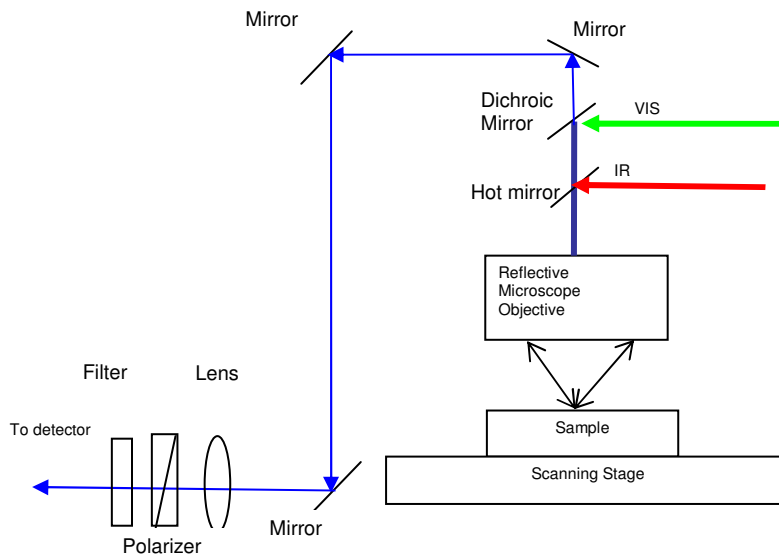 Mirror
Mirror
Dichroic
Mirror
VIS
Hot mirror
IR
Reflective
Microscope
Objective
Filter
Lens
To detector
Sample
Scanning Stage
Mirror
Polarizer